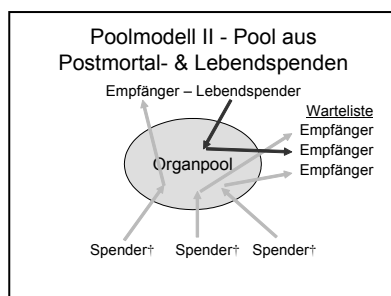 Poolmodell II - Pool aus
Postmortal- & Lebendspenden
Empfänger – Lebendspender
Warteliste
Empfänger
Empfänger
Empfänger
Organpool
Spender† Spender† Spender†